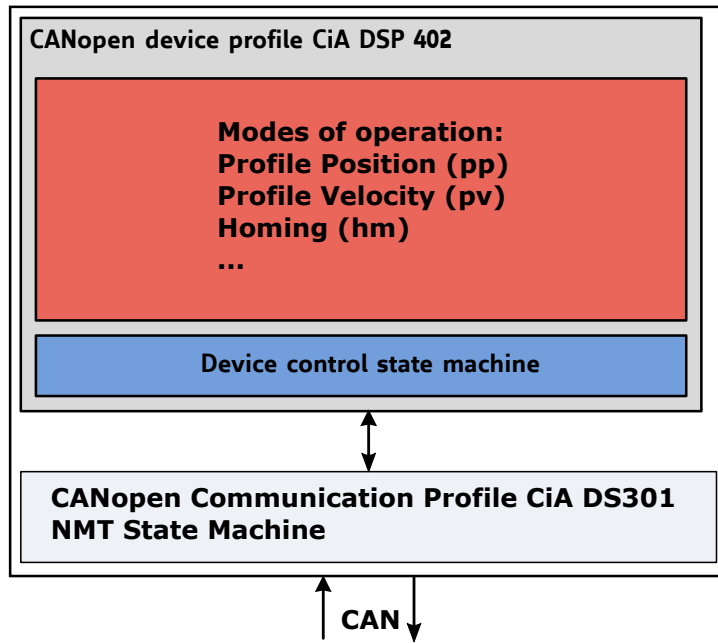 CANopen device profile CiA DSP 402
Modes of operation:
Profile Position (pp)
Profile Velocity (pv)
Homing (hm)
...
Device control state machine
CANopen Communication Profile CiA DS301
NMT State Machine
CAN